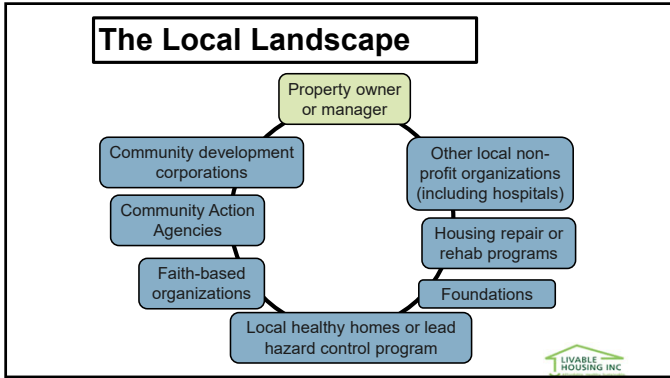 The Local Landscape
Property owner
or manager
Community development
corporations
Other local non-
profit organizations
(including hospitals)
Community Action
Agencies
Housing repair or
rehab programs
Faith-based
organizations
Foundations
Local healthy homes or lead
hazard control program
LIVABLE
HOUSING INC